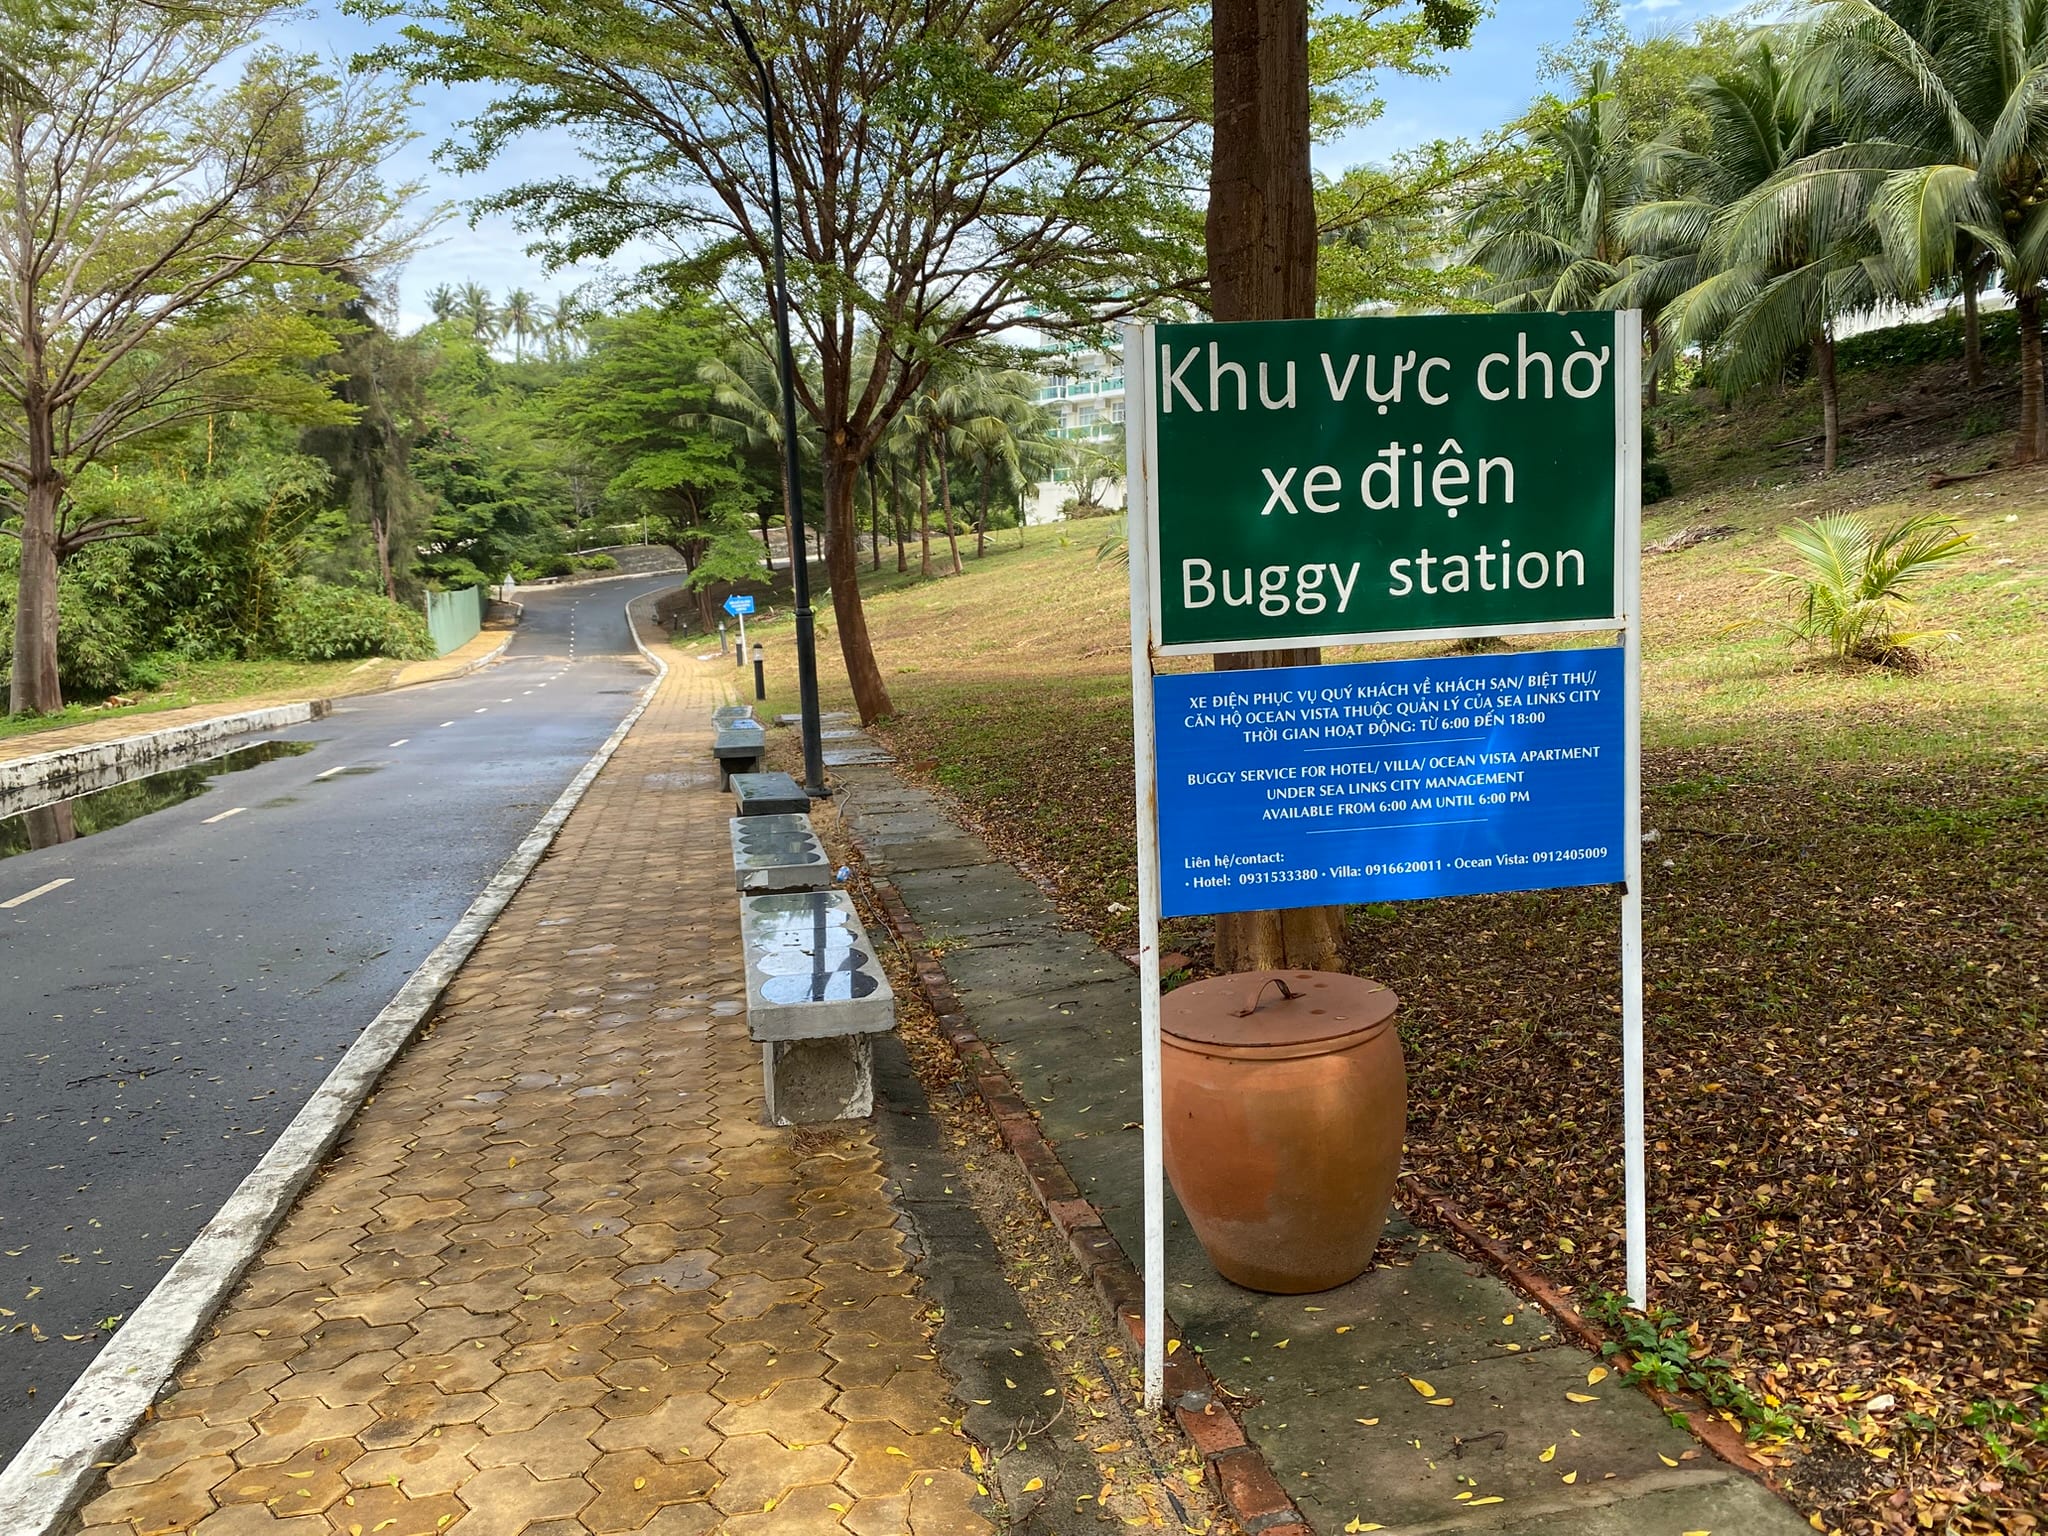 Khu vực chờ
xe điện
Buggy station
XE ĐIỆN PHỤC VỤ QUÝ KHÁCH VỀ KHÁCH SẠN/ BIỆT THỰ/
CĂN HỘ OCEAN VISTA THUỘC QUẢN LÝ CỦA SEA LINKS CITY
THỜI GIAN HOẠT ĐỘNG: TỪ 6:00 ĐẾN 18:00
BUGGY SERVICE FOR HOTEL/ VILLA/ OCEAN VISTA APARTMENT
UNDER SEA LINKS CITY MANAGEMENT
AVAILABLE FROM 6:00 AM UNTIL 6:00 PM
Liên hệ/contact:
• Hotel: 0931533380 • Villa: 0916620011 • Ocean Vista: 0912405009